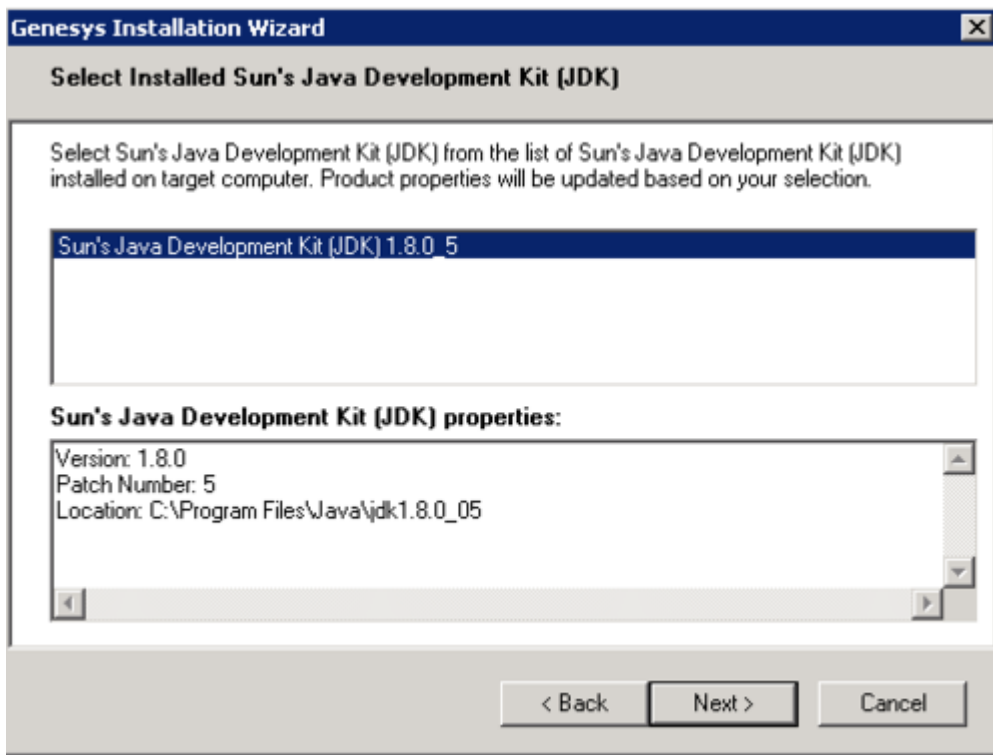 Genesys Installation Wizard
Select Installed Sun's Java Development Kit (JDK)
Select Sun's Java Development Kit (JDK) from the list of Sun's Java Development Kit (JDK)
installed on target computer. Product properties will be updated based on your selection.
Sun's Java Development Kit (JDK) 1.8.0_5
Sun's Java Development Kit (JDK) properties:
Version: 1.8.0
Patch Number: 5
Location: C:\Program Files\Java\jdk1.8.0_05
< Back Next > Cancel